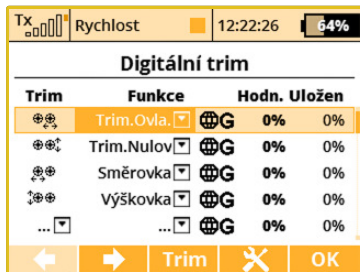 Tx Rychlost 12:22:26 64%
Digitální trim
Trim Funkce Hodn. Uložen
Trim.Ovla. G 0% 0%
Trim.Nulov G 0% 0%
Směrovka G 0% 0%
Výškovka G 0% 0%
... ... G 0% 0%
Trim OK